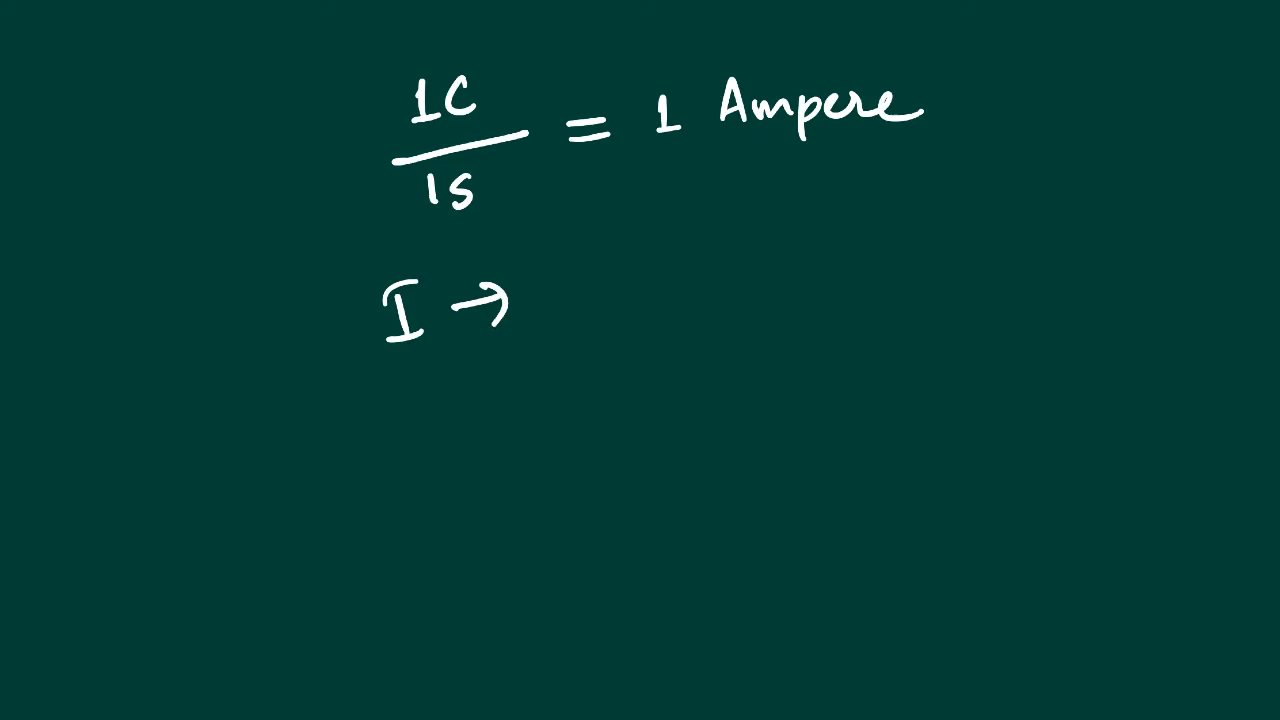 1C/1s = 1 Ampere
I →